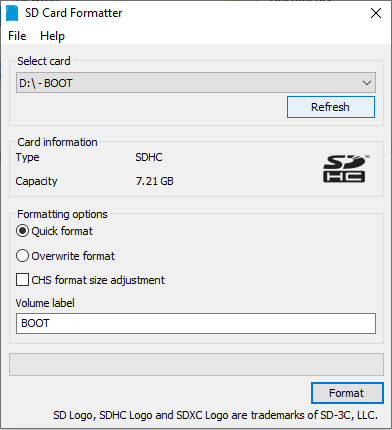 SD Card Formatter
File Help
Select card
D:\ - BOOT
Refresh
Card information
Type SDHC
Capacity 7.21 GB
SD
HC
TM
Formatting options
Quick format
Overwrite format
CHS format size adjustment
Volume label
BOOT
Format
SD Logo, SDHC Logo and SDXC Logo are trademarks of SD-3C, LLC.